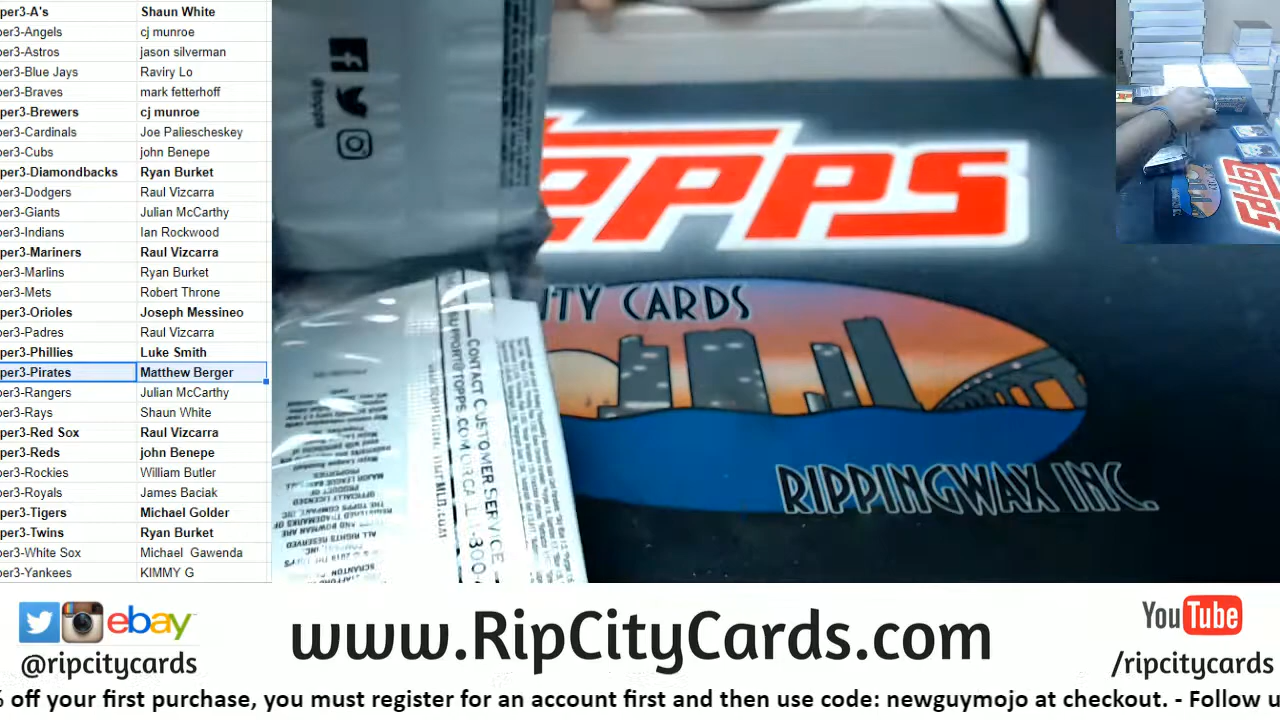 per3-A's Shaun White
per3-Angels cj munroe
per3-Astros jason silverman
per3-Blue Jays Raviry Lo
per3-Braves mark fetterhoff
per3-Brewers cj munroe
per3-Cardinals Joe Paliescheskey
per3-Cubs john Benepe
per3-Diamondbacks Ryan Burket
per3-Dodgers Raul Vizcarra
per3-Giants Julian McCarthy
per3-Indians Ian Rockwood
per3-Mariners Raul Vizcarra
per3-Marlins Ryan Burket
per3-Mets Robert Throne
per3-Orioles Joseph Messineo
per3-Padres Raul Vizcarra
per3-Phillies Luke Smith
per3-Pirates Matthew Berger
per3-Rangers Julian McCarthy
per3-Rays Shaun White
per3-Red Sox Raul Vizcarra
per3-Reds john Benepe
per3-Rockies William Butler
per3-Royals James Baciak
per3-Tigers Michael Golder
per3-Twins Ryan Burket
per3-White Sox Michael Gawenda
per3-Yankees KIMMY G
@topps
CONTACT CUSTOMER SERVICE
topps
ITY CARDS
RIPPINGWAX INC.
topps
ebay
@ripcitycards
www.RipCityCards.com
YouTube
/ripcitycards
% off your first purchase, you must register for an account first and then use code: newguymojo at checkout. - Follow u